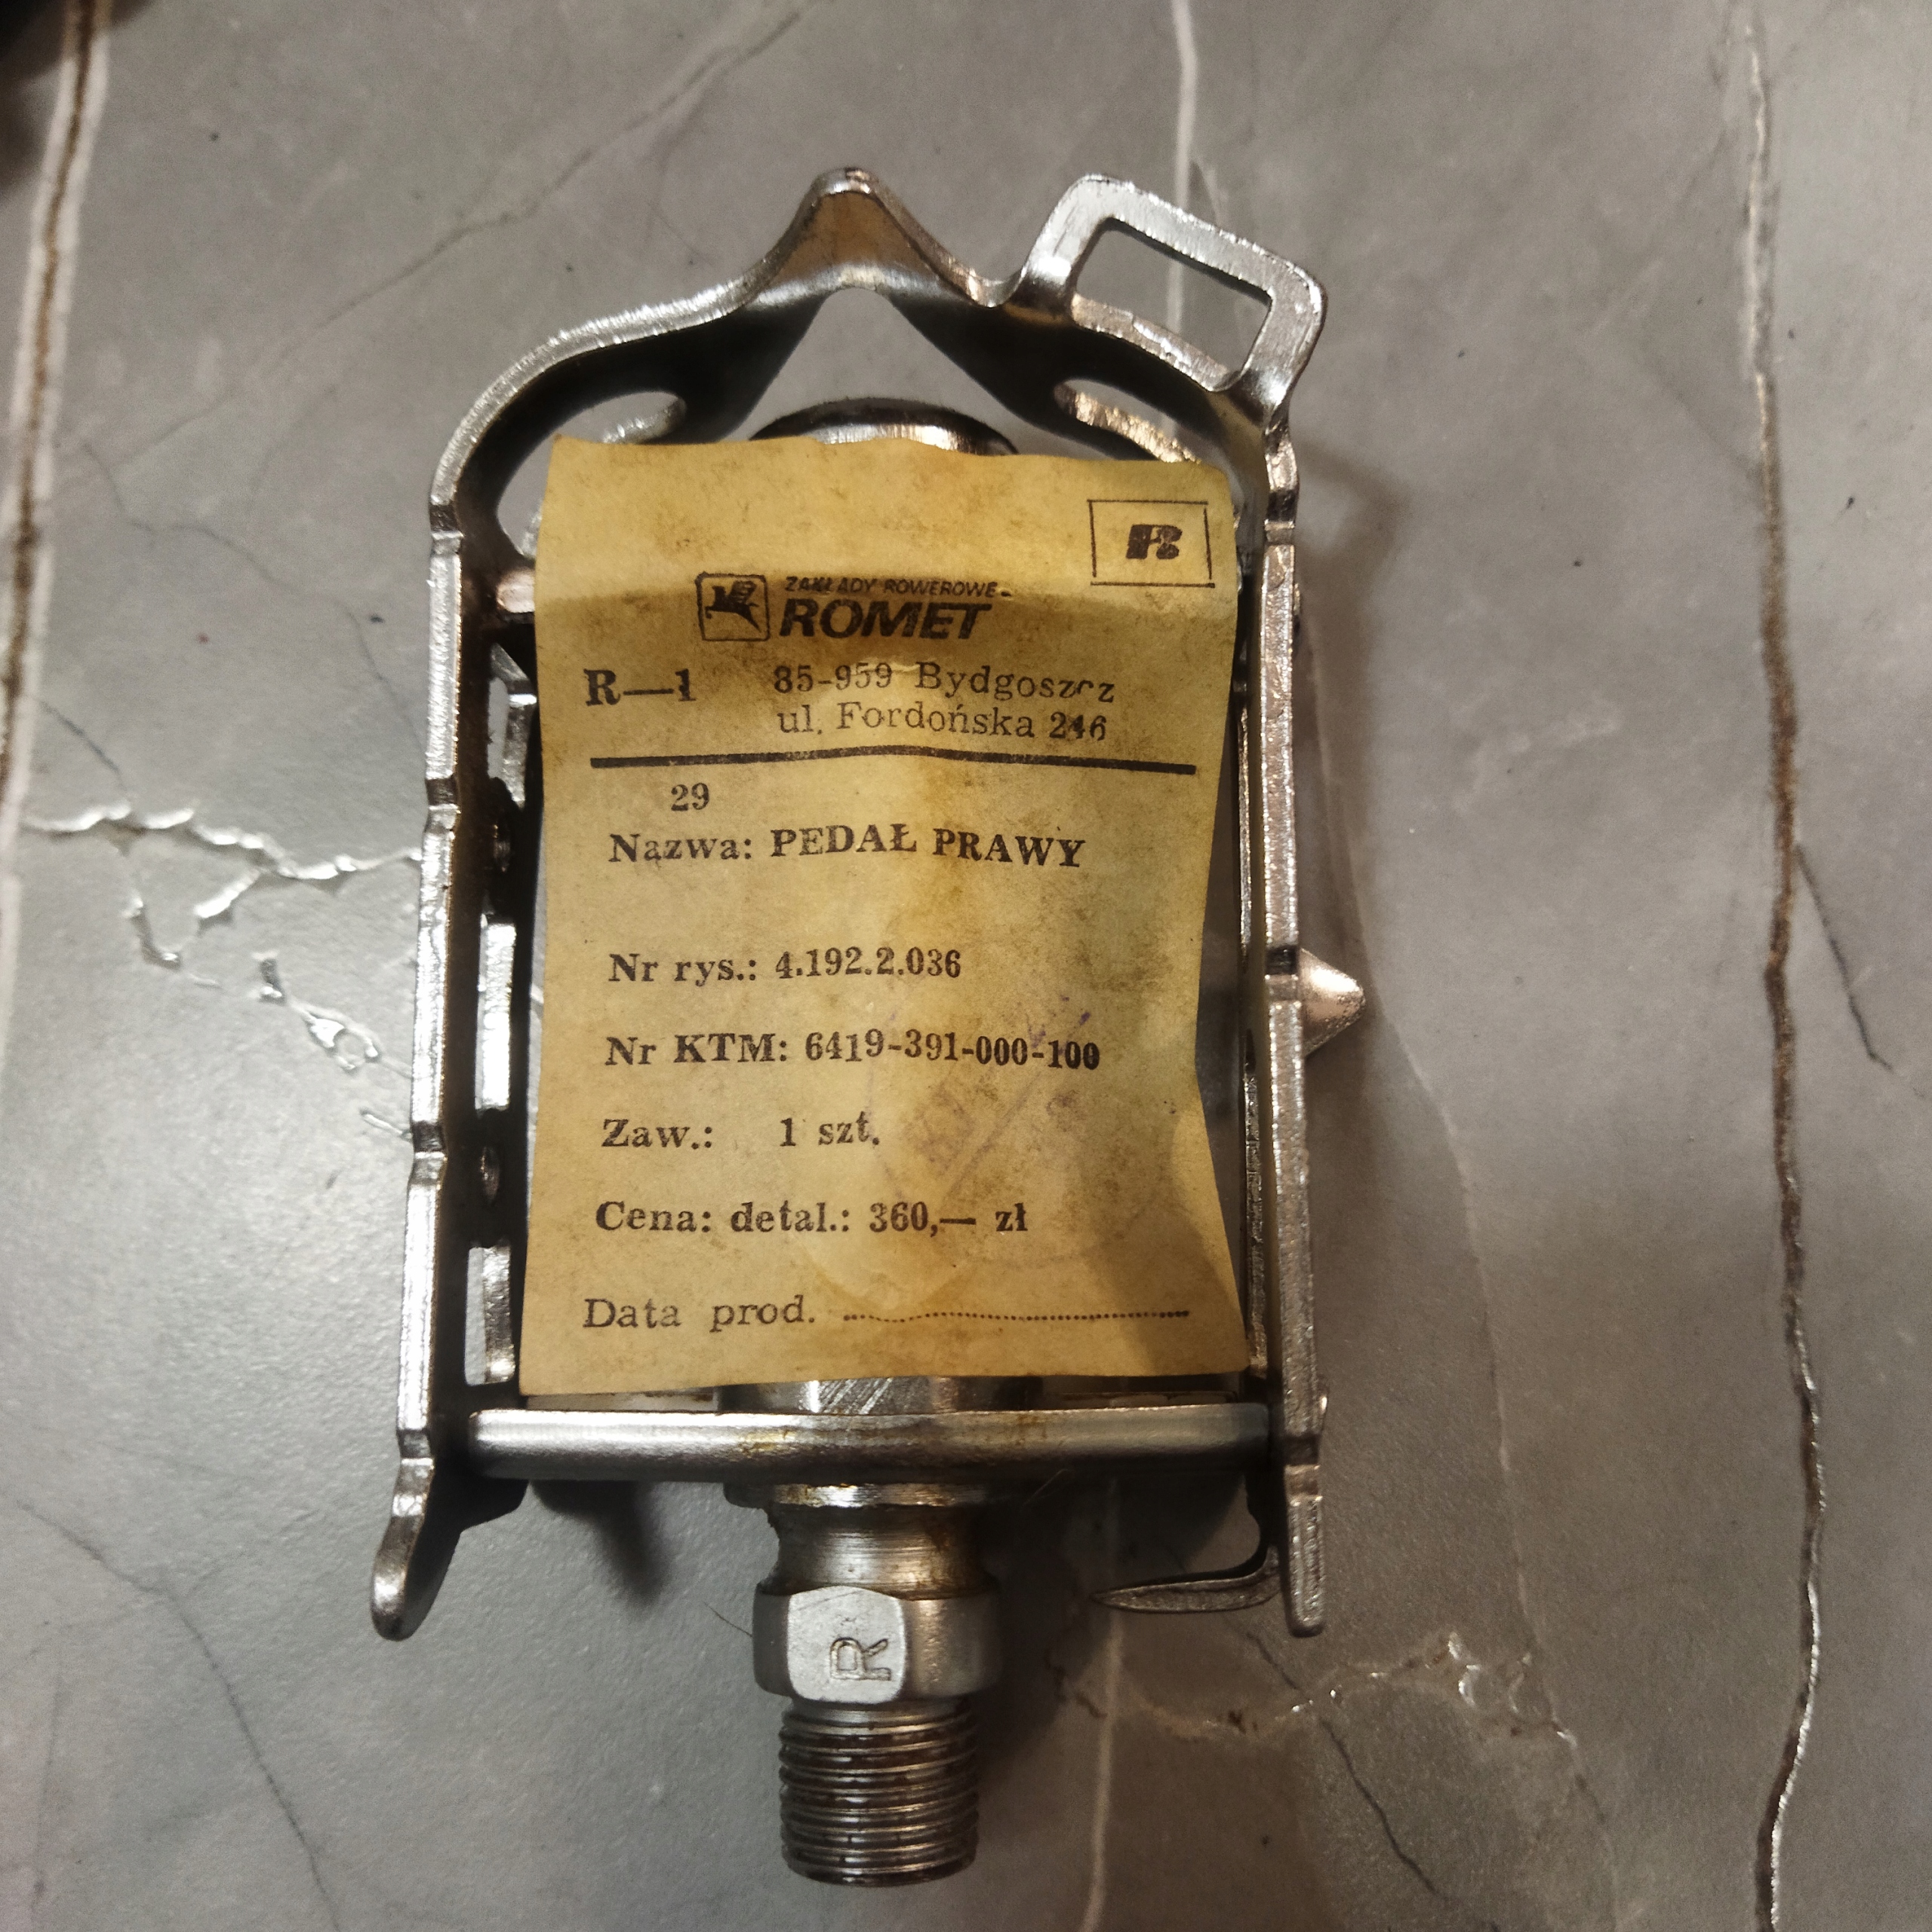 R
ZAKŁADY ROWEROWE
ROMET
R—1 85-959 Bydgoszcz
ul. Fordońska 246
29
Nazwa: PEDAŁ PRAWY
Nr rys.: 4.192.2.036
Nr KTM: 6419-391-000-100
Zaw.: 1 szt.
Cena: detal.: 360,— zł
Data prod. ........................
R